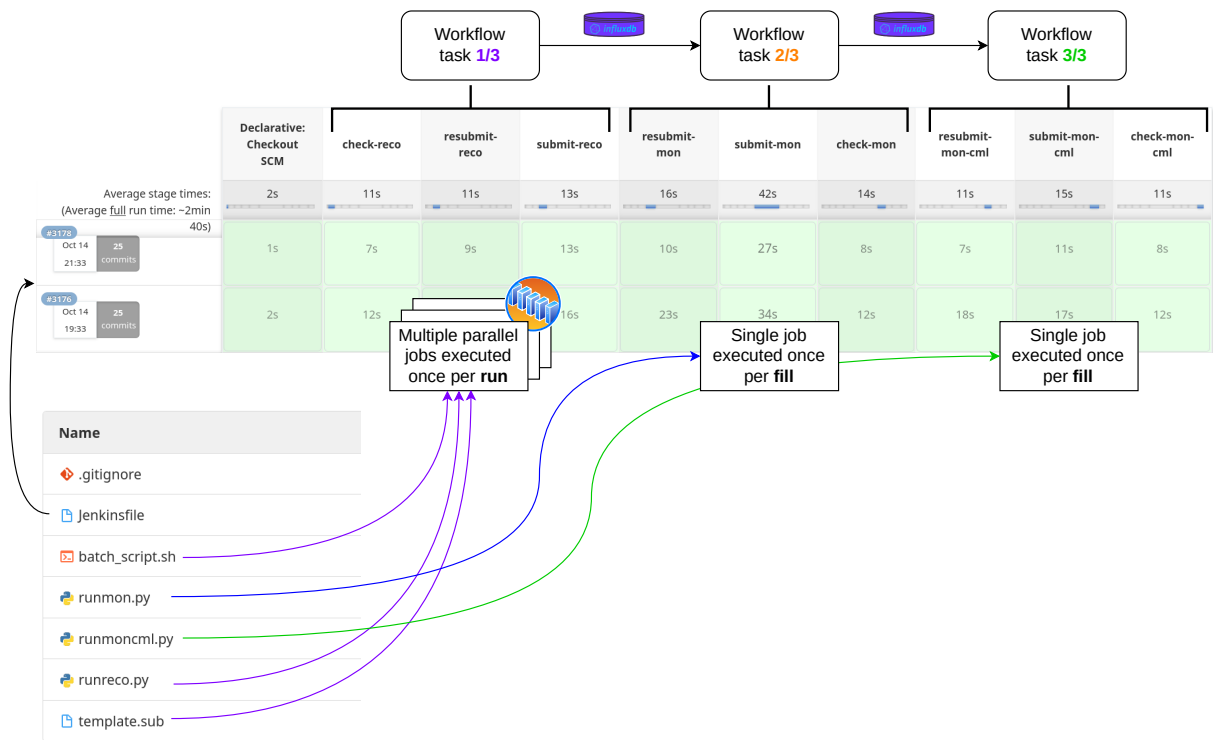 Workflow
task 1/3
influxdb
Workflow
task 2/3
influxdb
Workflow
task 3/3
Declarative:
Checkout
SCM
check-reco
resubmit-
reco
submit-reco
resubmit-
mon
submit-mon
check-mon
resubmit-
mon-cml
submit-mon-
cml
check-mon-
cml
Average stage times:
(Average full run time: ~2min
40s)
2s
11s
11s
13s
16s
42s
14s
11s
15s
11s
#3178
Oct 14
21:33
25
commits
1s
7s
9s
13s
10s
27s
8s
7s
11s
8s
#3176
Oct 14
19:33
25
commits
2s
12s
16s
23s
34s
12s
18s
17s
12s
Multiple parallel
jobs executed
once per run
Single job
executed once
per fill
Single job
executed once
per fill
Name
.gitignore
Jenkinsfile
batch_script.sh
runmon.py
runmoncml.py
runreco.py
template.sub